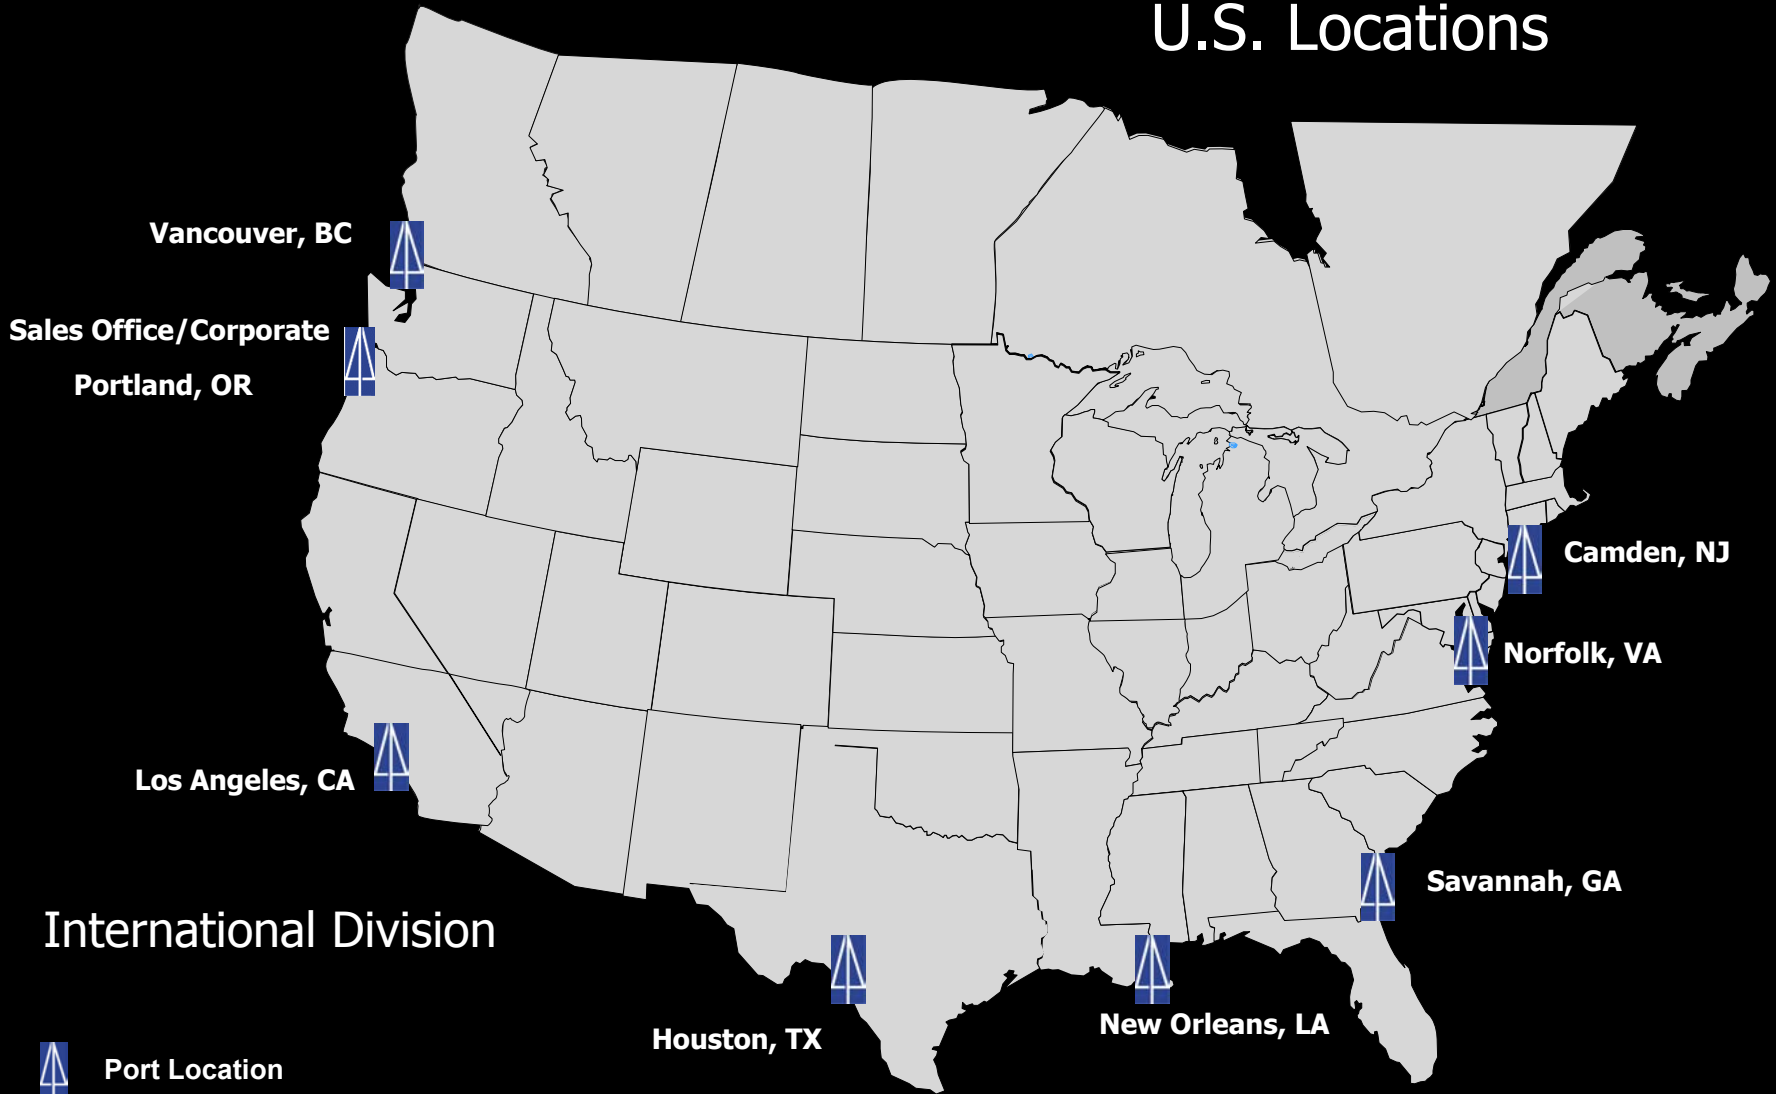 U.S. Locations
Vancouver, BC
Sales Office/Corporate
Portland, OR
Camden, NJ
Norfolk, VA
Los Angeles, CA
Savannah, GA
International Division
New Orleans, LA
Houston, TX
Port Location